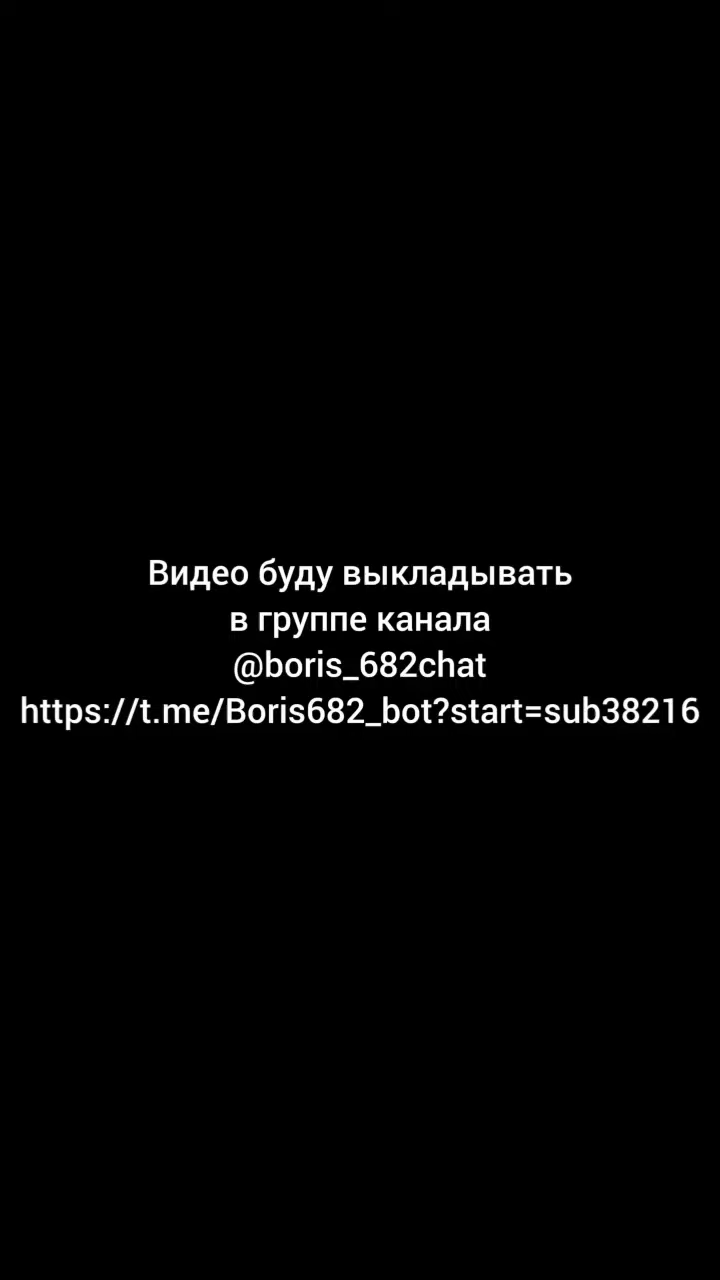 Видео буду выкладывать
в группе канала
@boris_682chat
https://t.me/Boris682_bot?start=sub38216